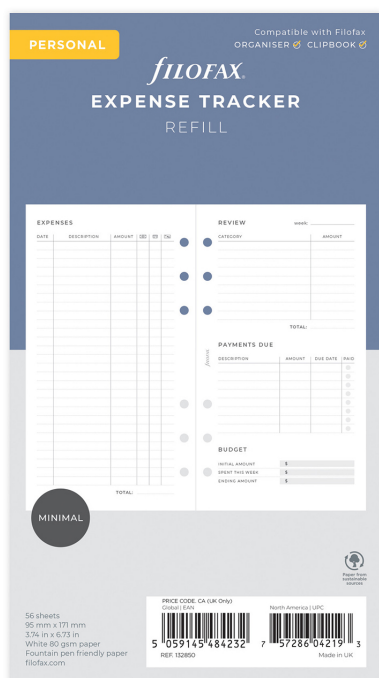 PERSONAL
Compatible with Filofax
ORGANISER CLIPBOOK
filofax
EXPENSE TRACKER
REFILL
EXPENSES
DATE DESCRIPTION AMOUNT
TOTAL:
REVIEW week:
CATEGORY AMOUNT
TOTAL:
PAYMENTS DUE
DESCRIPTION AMOUNT DUE DATE PAID
filofax
BUDGET
INITIAL AMOUNT $
SPENT THIS WEEK $
ENDING AMOUNT $
MINIMAL
Paper from
sustainable
sources
56 sheets
95 mm x 171 mm
3.74 in x 6.73 in
White 80 gsm paper
Fountain pen friendly paper
filofax.com
PRICE CODE. CA (UK Only)
Global | EAN
North America | UPC
5 059145 484232
7 57286 04219 3
REF. 132850
Made in UK